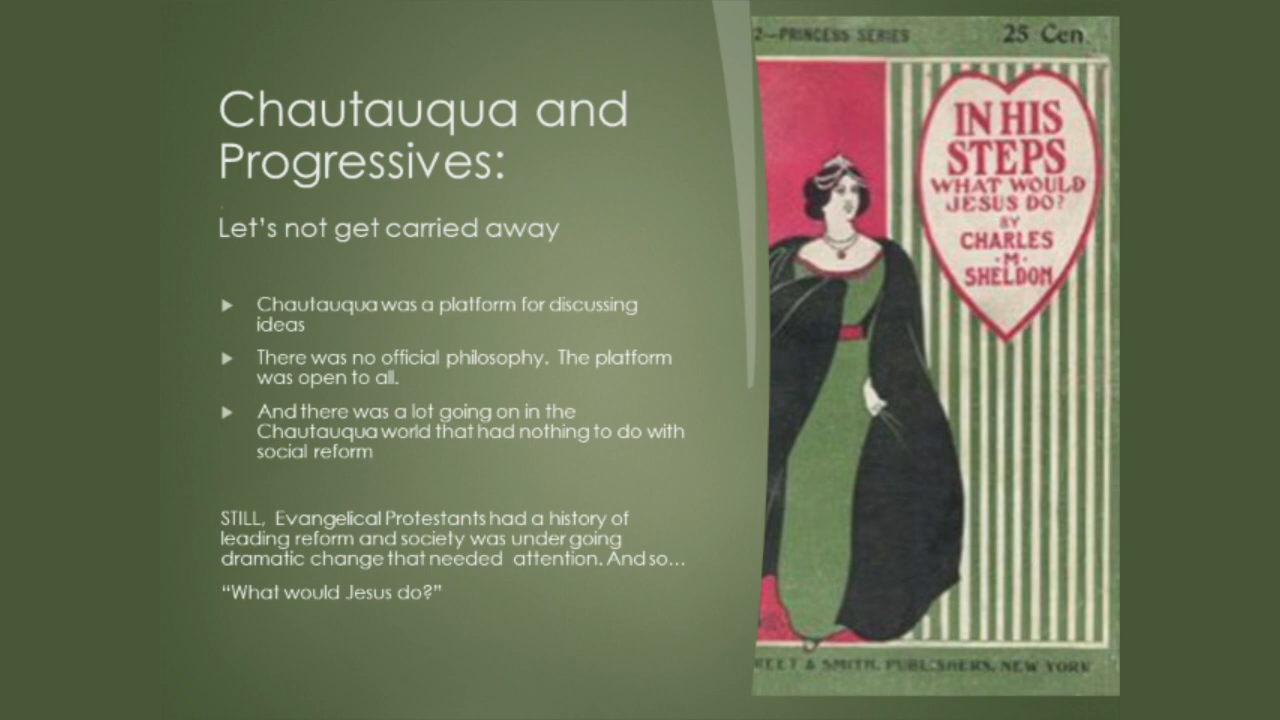 Chautauqua and
Progressives:
Let's not get carried away
Chautauqua was a platform for discussing
ideas
There was no official philosophy. The platform
was open to all.
And there was a lot going on in the
Chautauqua world that had nothing to do with
social reform
STILL, Evangelical Protestants had a history of
leading reform and society was under going
dramatic change that needed attention. And so...
“What would Jesus do?”
2—PRINCESS SERIES
25 Cen
IN HIS
STEPS
WHAT WOULD
JESUS DO?
BY
CHARLES
·M·
SHELDON
& SMITH, PUBLISHERS, NEW YORK